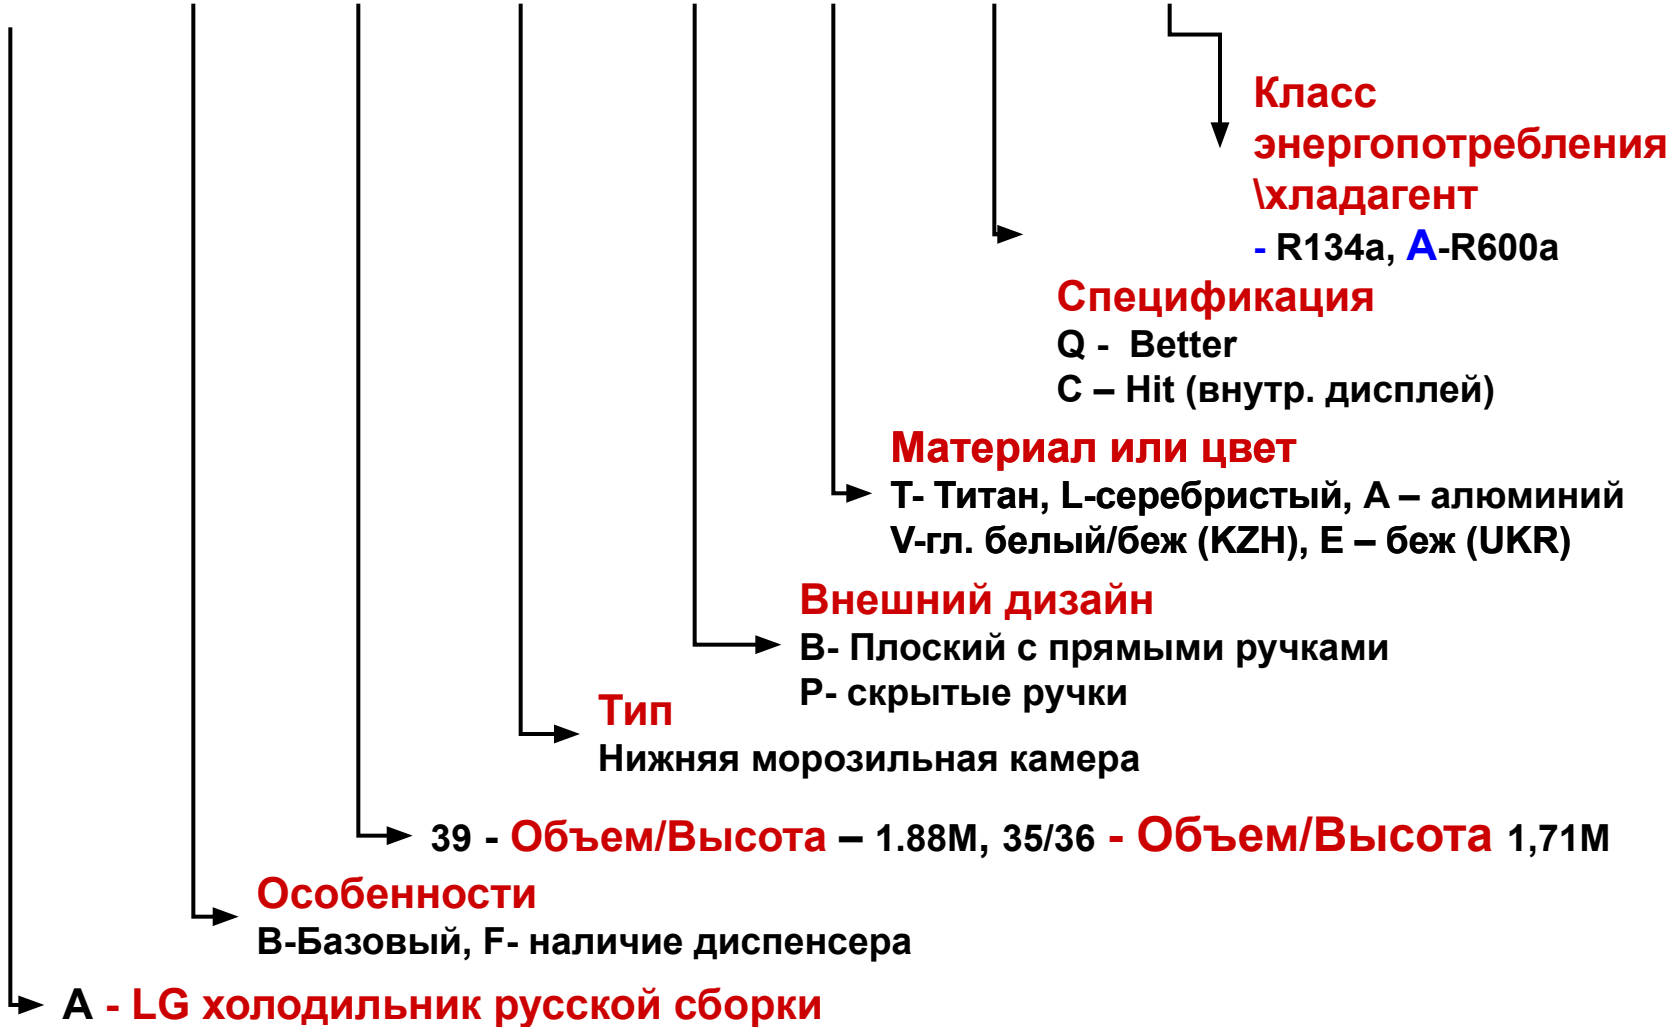 Класс
энергопотребления
\хладагент
- R134a, A-R600a
Спецификация
Q - Better
C – Hit (внутр. дисплей)
Материал или цвет
T- Титан, L-серебристый, A – алюминий
V-гл. белый/беж (KZH), E – беж (UKR)
Внешний дизайн
B- Плоский с прямыми ручками
P- скрытые ручки
Тип
Нижняя морозильная камера
39 - Объем/Высота – 1.88М, 35/36 - Объем/Высота 1,71М
Особенности
B-Базовый, F- наличие диспенсера
A - LG холодильник русской сборки